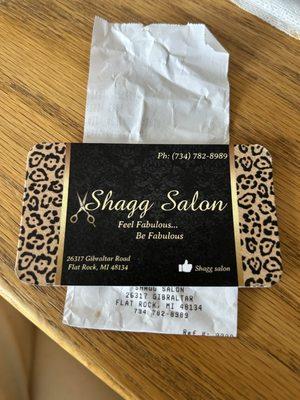 Ph: (734) 782-8989
Shagg Salon
Feel Fabulous...
Be Fabulous
26317 Gibraltar Road
Flat Rock, MI 48134
Shagg salon
SHAGG SALON
26317 GIBRALTAR
FLAT ROCK, MI 48134
734 782-8989
Ref #: